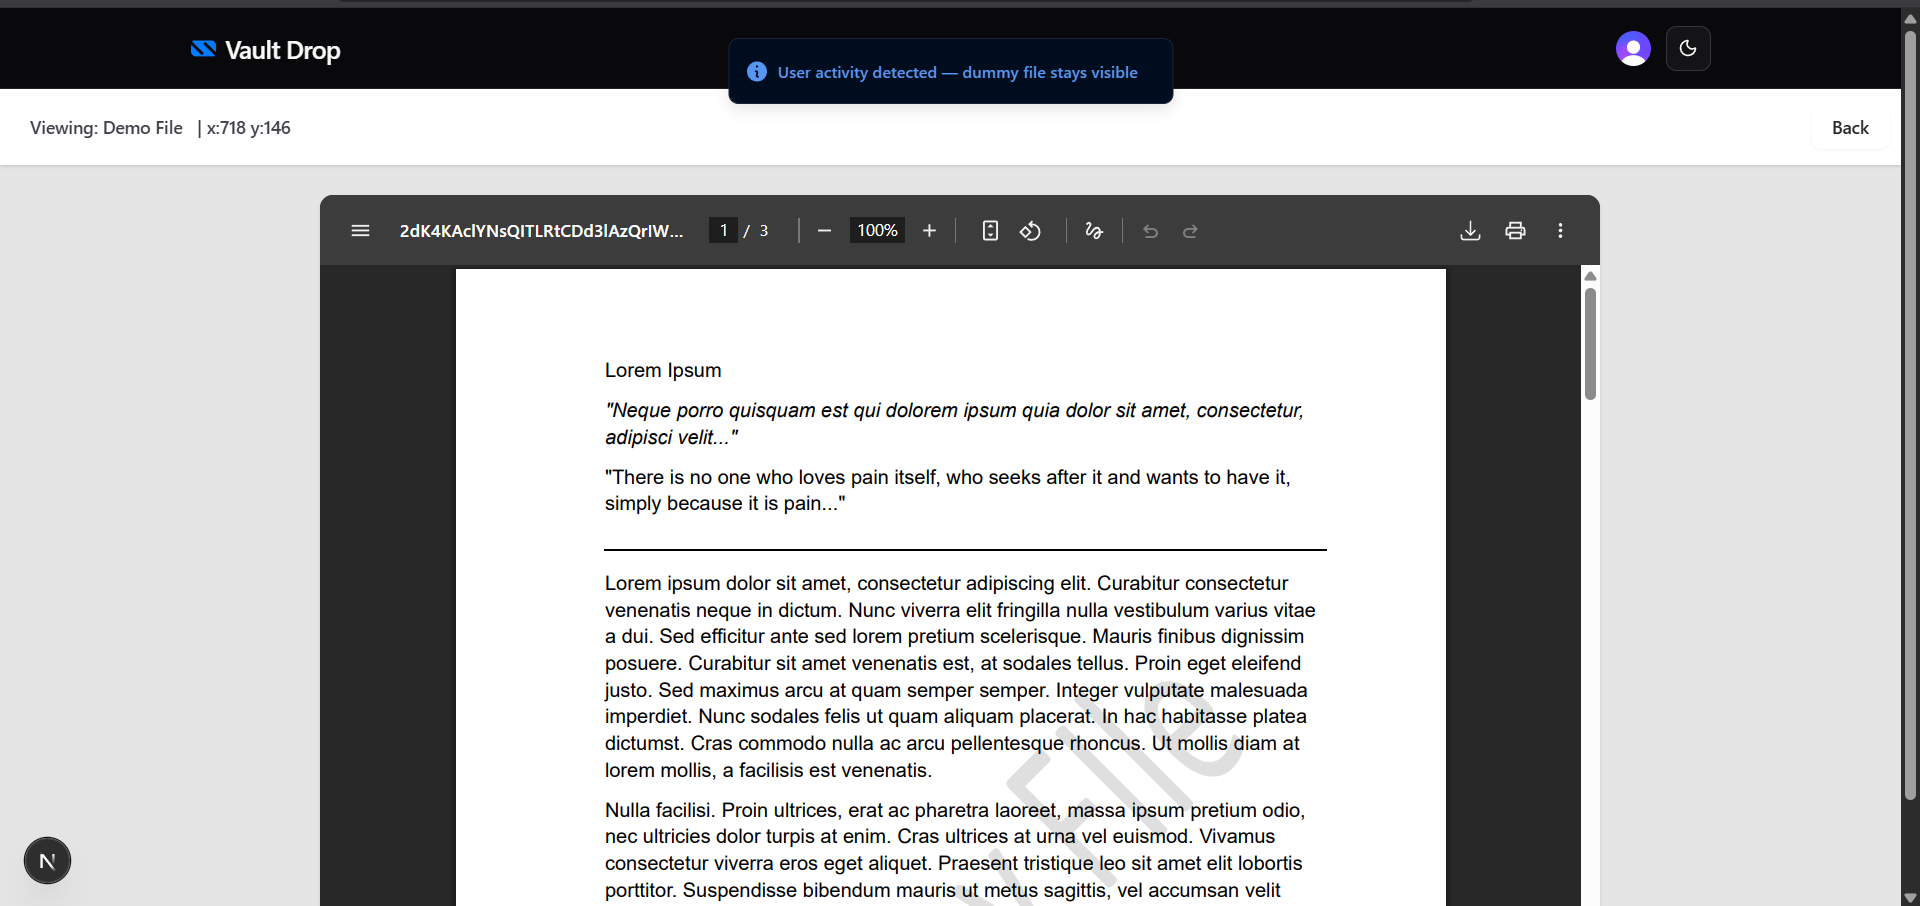 Vault Drop
User activity detected — dummy file stays visible
Viewing: Demo File | x:718 y:146
Back
1 / 3
100%
Lorem Ipsum
"Neque porro quisquam est qui dolorem ipsum quia dolor sit amet, consectetur,
adipisci velit..."
"There is no one who loves pain itself, who seeks after it and wants to have it,
simply because it is pain..."
Lorem ipsum dolor sit amet, consectetur adipiscing elit. Curabitur consectetur
venenatis neque in dictum. Nunc viverra elit fringilla nulla vestibulum varius vitae
a dui. Sed efficitur ante sed lorem pretium scelerisque. Mauris finibus dignissim
posuere. Curabitur sit amet venenatis est, at sodales tellus. Proin eget eleifend
justo. Sed maximus arcu at quam semper semper. Integer vulputate malesuada
imperdiet. Nunc sodales felis ut quam aliquam placerat. In hac habitasse platea
dictumst. Cras commodo nulla ac arcu pellentesque rhoncus. Ut mollis diam at
lorem mollis, a facilisis est venenatis.
Nulla facilisi. Proin ultrices, erat ac pharetra laoreet, massa ipsum pretium odio,
nec ultricies dolor turpis at enim. Cras ultrices at urna vel euismod. Vivamus
consectetur viverra eros eget aliquet. Praesent tristique leo sit amet elit lobortis
porttitor. Suspendisse bibendum mauris ut metus sagittis, vel accumsan velit
y File
N